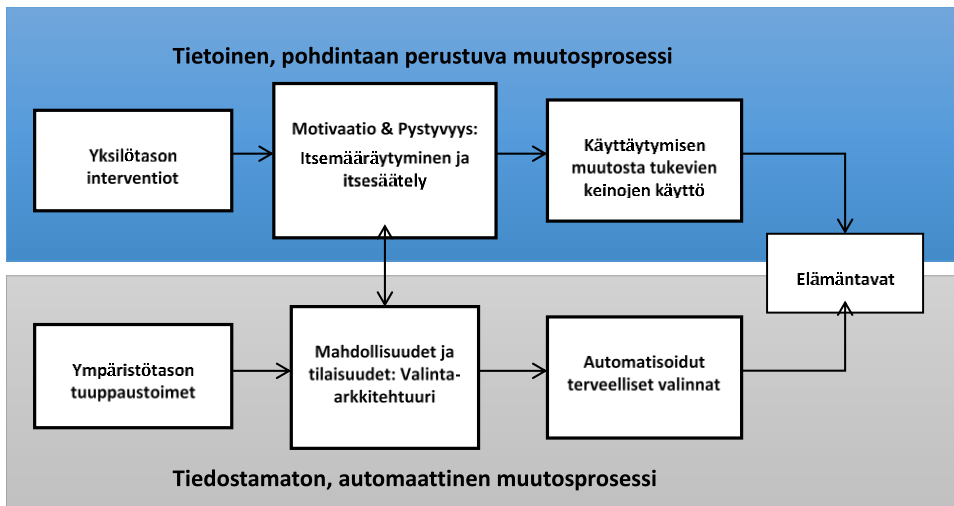 Tietoinen, pohdintaan perustuva muutosprosessi
Yksilötason
interventiot
Motivaatio & Pystyvyys:
Itsemääräytyminen ja
itsesäätely
Käyttäytymisen
muutosta tukevien
keinojen käyttö
Elämäntavat
Ympäristötason
tuuppaustoimet
Mahdollisuudet ja
tilaisuudet: Valinta-
arkkitehtuuri
Automatisoidut
terveelliset valinnat
Tiedostamaton, automaattinen muutosprosessi